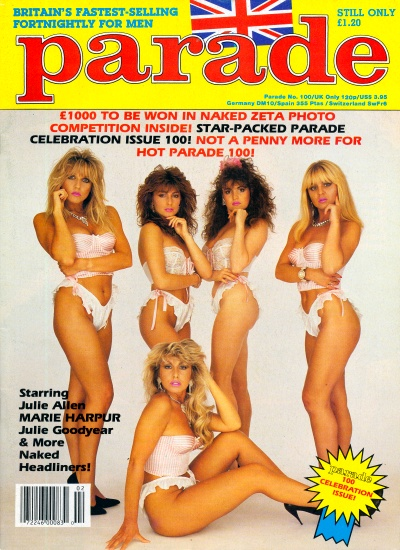 BRITAIN'S FASTEST-SELLING
FORTNIGHTLY FOR MEN
STILL ONLY
£1.20
parade
Parade No. 100/UK Only 120p/US$ 3.95
Germany DM10/Spain 355 Ptas /Switzerland SwFr6
£1000 TO BE WON IN NAKED ZETA PHOTO
COMPETITION INSIDE! STAR-PACKED PARADE
CELEBRATION ISSUE 100! NOT A PENNY MORE FOR
HOT PARADE 100!
Starring
Julie Allen
MARIE HARPUR
Julie Goodyear
& More
Naked
Headliners!
02
72246 00083
parade
100
CELEBRATION
ISSUE!